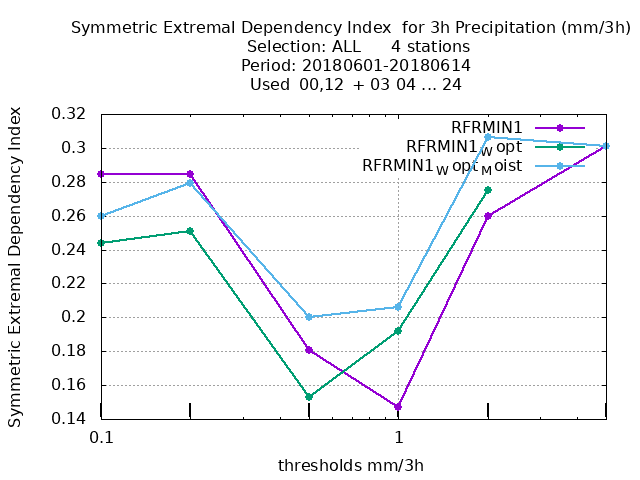 Symmetric Extremal Dependency Index  for 3h Precipitation (mm/3h)
Selection: ALL      4 stations
Period: 20180601-20180614
Used  00,12  + 03 04 ... 24
Symmetric Extremal Dependency Index
0.32
0.3
0.28
0.26
0.24
0.22
0.2
0.18
0.16
0.14
RFRMIN1
RFRMIN1WOpt
RFRMIN1WoptMoist
0.1
1
thresholds mm/3h